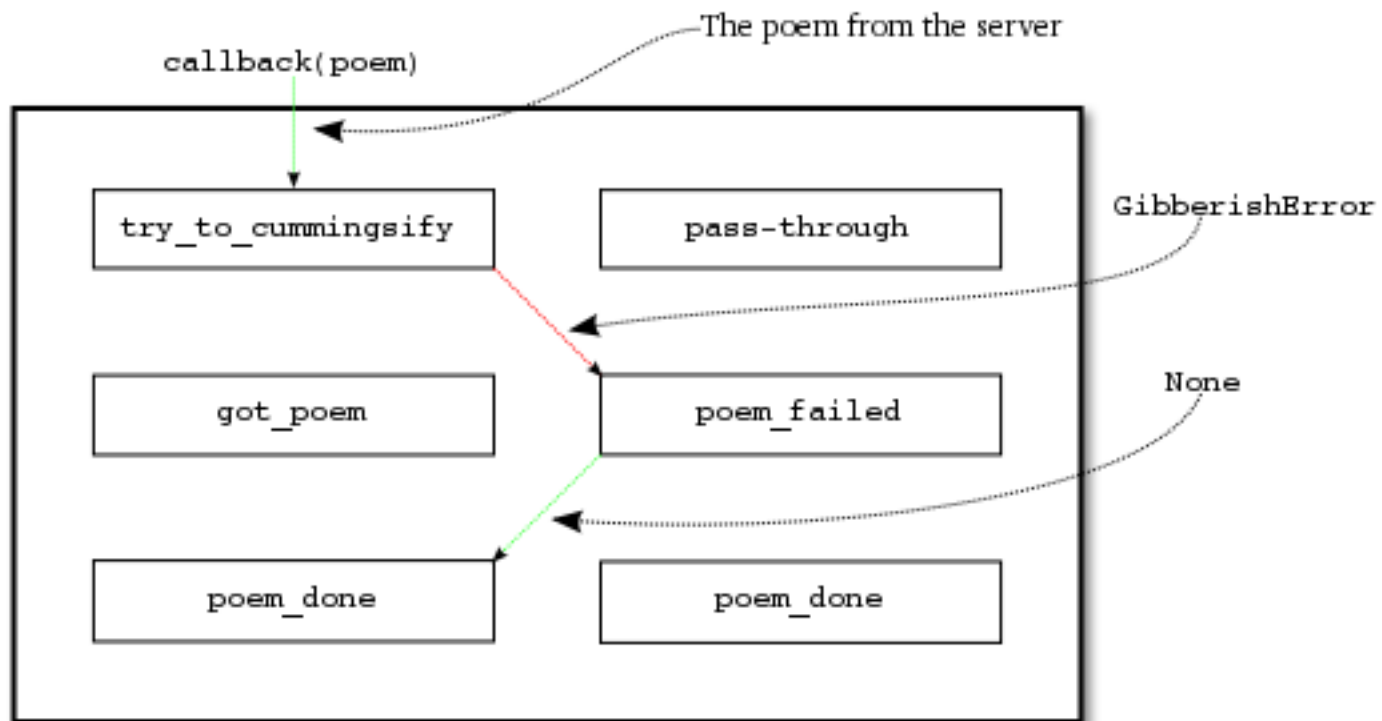 The poem from the server
callback(poem)
try_to_cummingsify
pass-through
GibberishError
None
got_poem
poem_failed
poem_done
poem_done